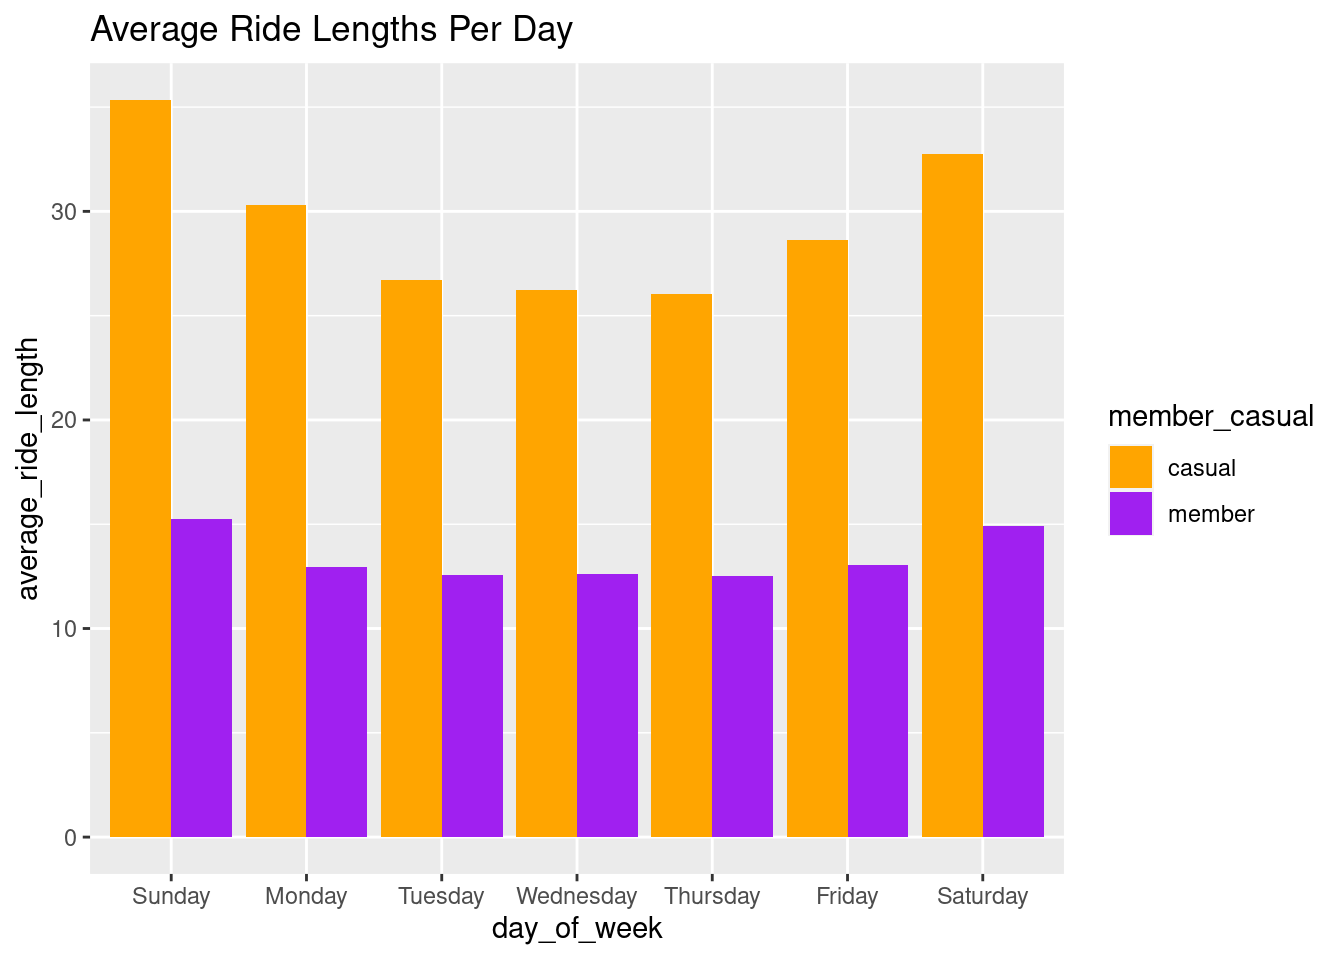 Average Ride Lengths Per Day
average_ride_length
30
20
10
0
Sunday Monday Tuesday Wednesday Thursday Friday Saturday
day_of_week
member_casual
casual
member